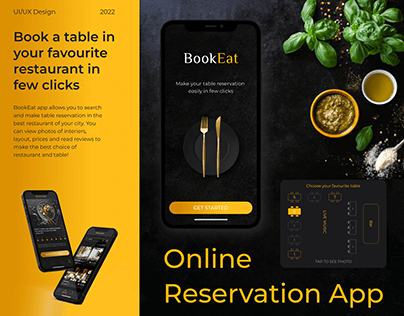 UI/UX Design 2022
Book a table in
your favourite
restaurant in
few clicks
BookEat app allows you to search
and make table reservation in the
best restaurant of your city. You
can view photos of interiers,
layout, prices and read reviews to
make the best choice of
restaurant and table!
BookEat
Make your table reservation
easily in few clicks
GET STARTED
Choose your favourite table
LIVE MUSIC
Bar
TAP TO SEE PHOTO
Online
Reservation App